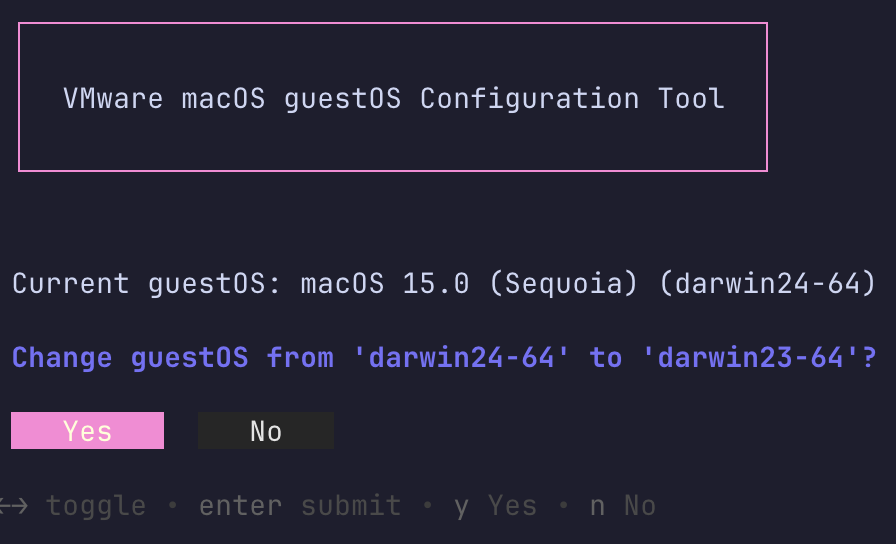 VMware macOS guestOS Configuration Tool
Current guestOS: macOS 15.0 (Sequoia) (darwin24-64)
Change guestOS from 'darwin24-64' to 'darwin23-64'?
Yes No
←→ toggle • enter submit • y Yes • n No